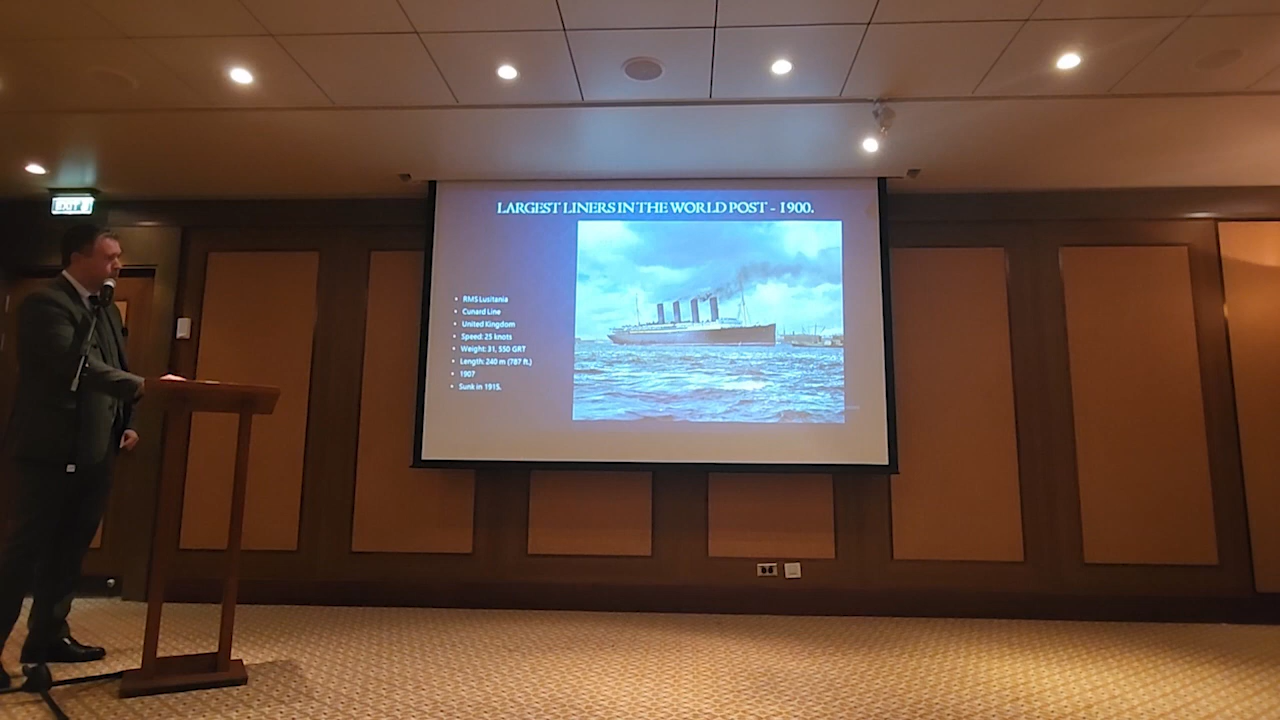 EXIT
LARGEST LINERS IN THE WORLD POST - 1900.
• RMS Lusitania
• Cunard Line
• United Kingdom
• Speed: 25 knots
• Weight: 31, 550 GRT
• Length: 240 m (787 ft.)
• 1907
• Sunk in 1915.